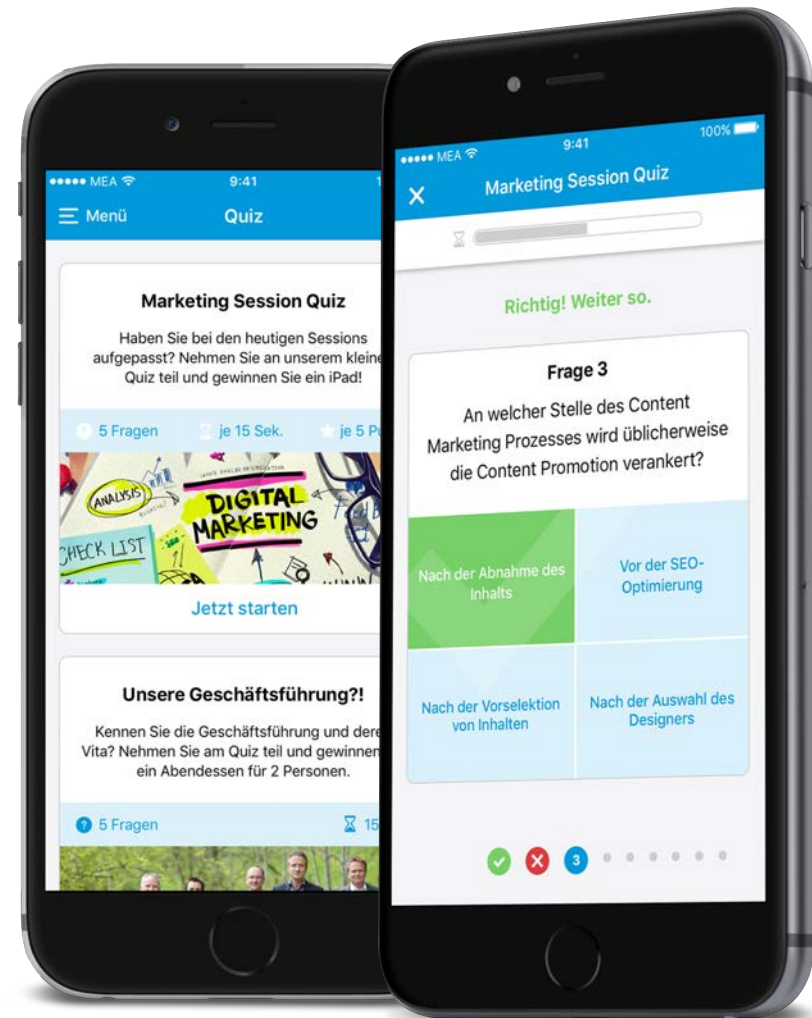 MEA
9:41
Menü
Quiz
Marketing Session Quiz
Haben Sie bei den heutigen Sessions
aufgepasst? Nehmen Sie an unserem kleine
Quiz teil und gewinnen Sie ein iPad!
? 5 Fragen
je 15 Sek.
je 5 Pu
ANALYSIS
DIGITAL
MARKETING
CHECK LIST
Jetzt starten
Unsere Geschäftsführung?!
Kennen Sie die Geschäftsführung und dere
Vita? Nehmen Sie am Quiz teil und gewinnen
ein Abendessen für 2 Personen.
? 5 Fragen
15
MEA
9:41
100%
Marketing Session Quiz
Richtig! Weiter so.
Frage 3
An welcher Stelle des Content
Marketing Prozesses wird üblicherweise
die Content Promotion verankert?
Nach der Abnahme des
Inhalts
Vor der SEO-
Optimierung
Nach der Vorselektion
von Inhalten
Nach der Auswahl des
Designers
3